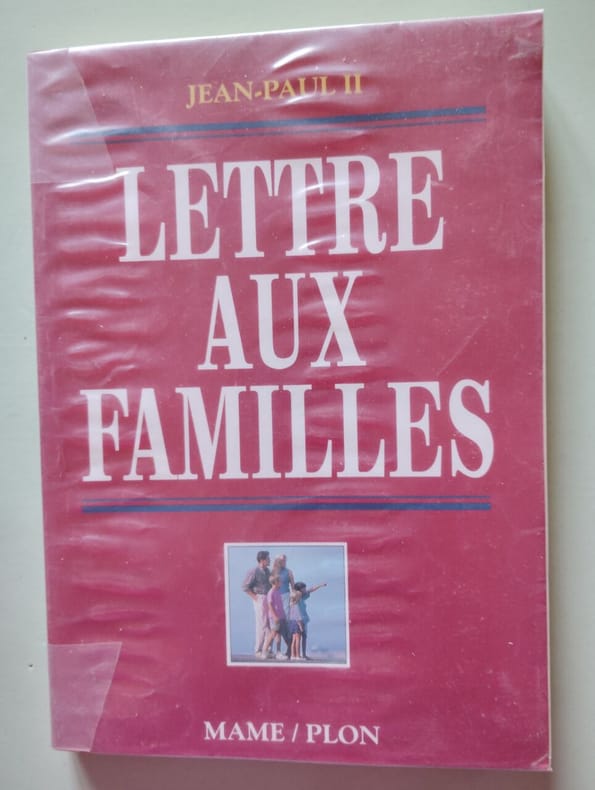 JEAN-PAUL II
LETTRE
AUX
FAMILLES
MAME / PLON